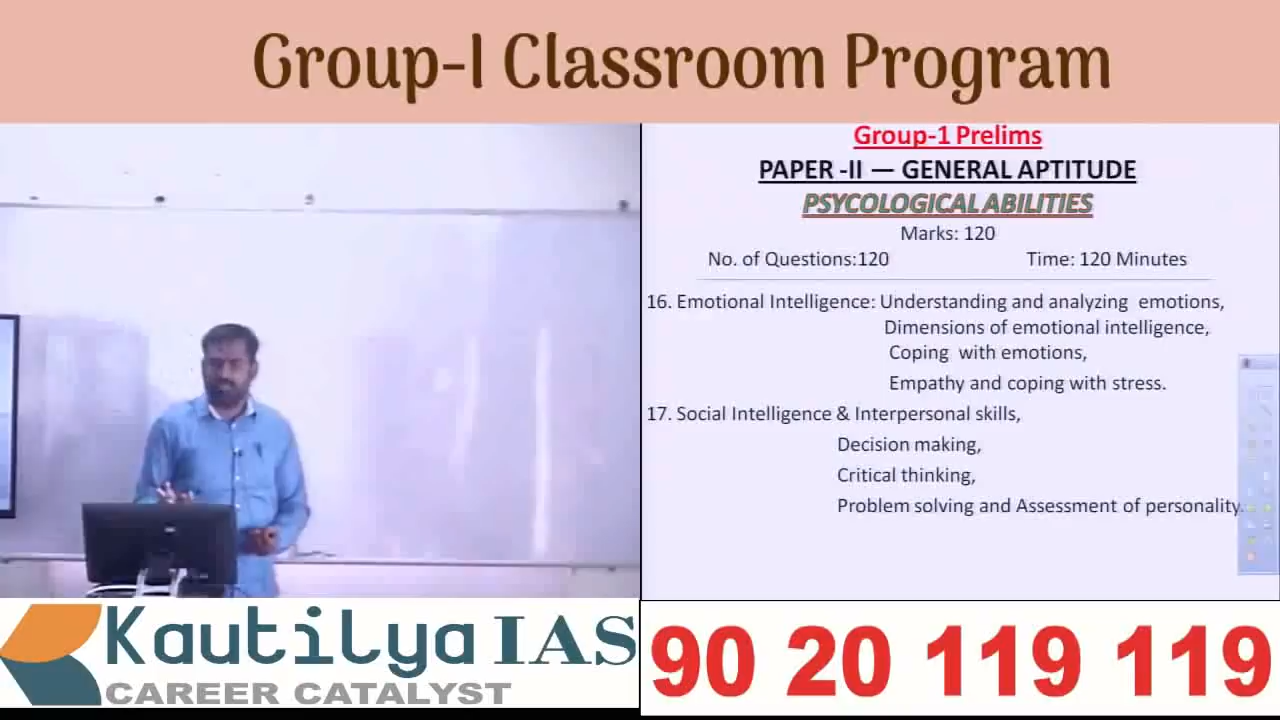 Group-I Classroom Program
Group-1 Prelims
PAPER -II — GENERAL APTITUDE
PSYCOLOGICAL ABILITIES
Marks: 120
No. of Questions:120 Time: 120 Minutes
16. Emotional Intelligence: Understanding and analyzing emotions,
Dimensions of emotional intelligence,
Coping with emotions,
Empathy and coping with stress.
17. Social Intelligence & Interpersonal skills,
Decision making,
Critical thinking,
Problem solving and Assessment of personality.
Kautilya IAS
CAREER CATALYST
90 20 119 119